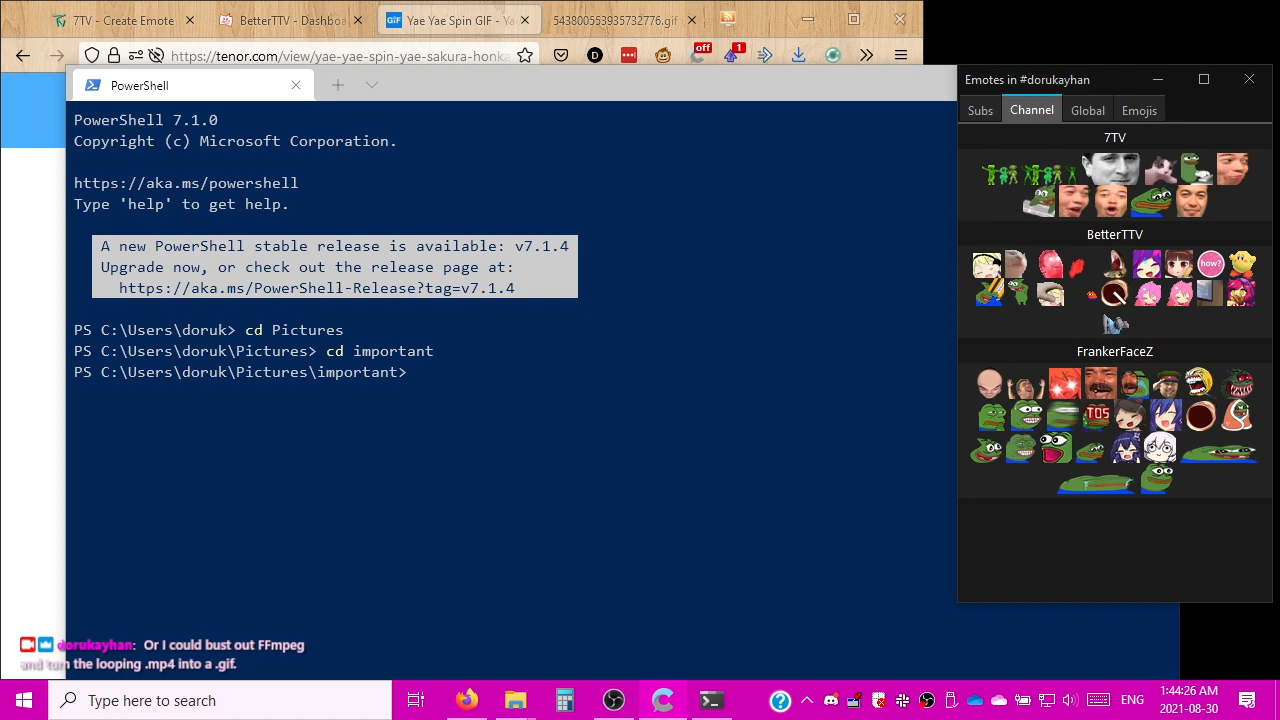 7TV - Create Emote
BetterTTV - Dashboa
GIF Yae Yae Spin GIF - Ya
543800553935732776.gif
https://tenor.com/view/yae-yae-spin-yae-sakura-honka
off
1
PowerShell
PowerShell 7.1.0
Copyright (c) Microsoft Corporation.
https://aka.ms/powershell
Type 'help' to get help.
A new PowerShell stable release is available: v7.1.4
Upgrade now, or check out the release page at:
https://aka.ms/PowerShell-Release?tag=v7.1.4
PS C:\Users\doruk> cd Pictures
PS C:\Users\doruk\Pictures> cd important
PS C:\Users\doruk\Pictures\important>
Emotes in #dorukayhan
Subs Channel Global Emojis
7TV
BetterTTV
how?
FrankerFaceZ
TOS
dorukayhan: Or I could bust out FFmpeg
and turn the looping .mp4 into a .gif.
Type here to search
ENG
1:44:26 AM
2021-08-30